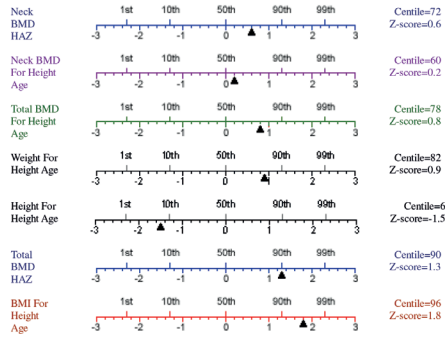 Neck 1st 10th 50th 90th 99th Centile=72
BMD Z-score=0.6
HAZ -3 -2 -1 0 1 2 3
Neck BMD 1st 10th 50th 90th 99th Centile=60
For Height Z-score=0.2
Age -3 -2 -1 0 1 2 3
Total BMD 1st 10th 50th 90th 99th Centile=78
For Height Z-score=0.8
Age -3 -2 -1 0 1 2 3
Weight For 1st 10th 50th 90th 99th Centile=82
Height Age Z-score=0.9
-3 -2 -1 0 1 2 3
Height For 1st 10th 50th 90th 99th Centile=6
Height Age Z-score=-1.5
-3 -2 -1 0 1 2 3
Total 1st 10th 50th 90th 99th Centile=90
BMD Z-score=1.3
HAZ -3 -2 -1 0 1 2 3
BMI For 1st 10th 50th 90th 99th Centile=96
Height Z-score=1.8
Age -3 -2 -1 0 1 2 3